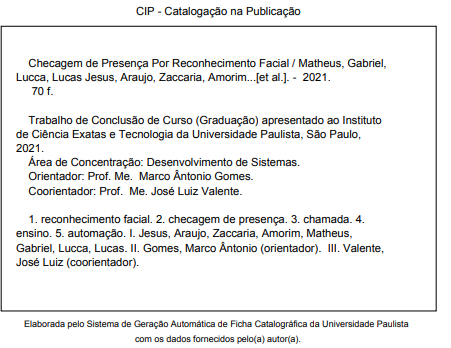 CIP - Catalogação na Publicação
Checagem de Presença Por Reconhecimento Facial / Matheus, Gabriel,
Lucca, Lucas Jesus, Araujo, Zaccaria, Amorim...[et al.]. - 2021.
70 f.
Trabalho de Conclusão de Curso (Graduação) apresentado ao Instituto
de Ciência Exatas e Tecnologia da Universidade Paulista, São Paulo,
2021.
Área de Concentração: Desenvolvimento de Sistemas.
Orientador: Prof. Me. Marco Ântonio Gomes.
Coorientador: Prof. Me. José Luiz Valente.
1. reconhecimento facial. 2. checagem de presença. 3. chamada. 4.
ensino. 5. automação. I. Jesus, Araujo, Zaccaria, Amorim, Matheus,
Gabriel, Lucca, Lucas. II. Gomes, Marco Ântonio (orientador). III. Valente,
José Luiz (coorientador).
Elaborada pelo Sistema de Geração Automática de Ficha Catalográfica da Universidade Paulista
com os dados fornecidos pelo(a) autor(a).